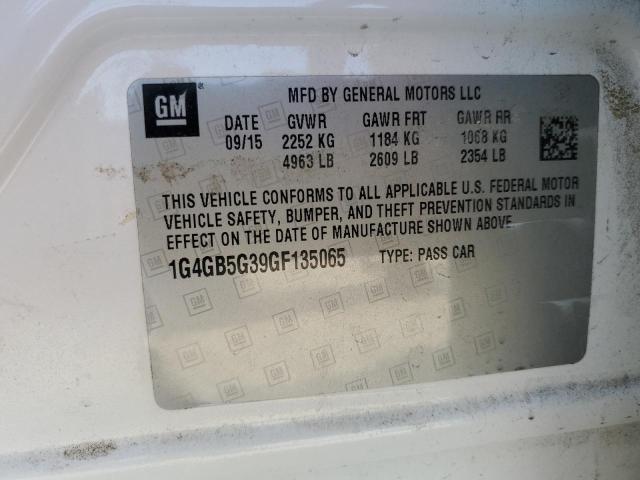 GM
MFD BY GENERAL MOTORS LLC
DATE GVWR GAWR FRT GAWR RR
09/15 2252 KG 1184 KG 1068 KG
4963 LB 2609 LB 2354 LB
THIS VEHICLE CONFORMS TO ALL APPLICABLE U.S. FEDERAL MOTOR
VEHICLE SAFETY, BUMPER, AND THEFT PREVENTION STANDARDS IN
EFFECT ON THE DATE OF MANUFACTURE SHOWN ABOVE.
1G4GB5G39GF135065 TYPE: PASS CAR